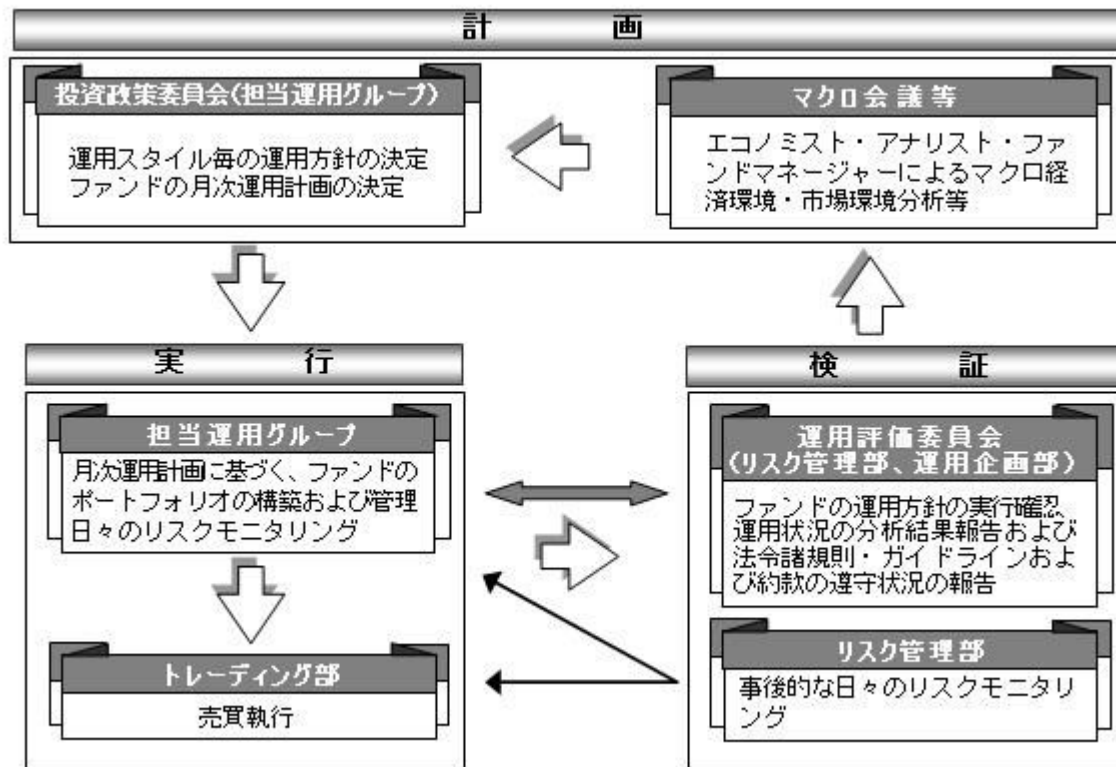 計画
投資政策委員会(担当運用グループ)
運用スタイル毎の運用方針の決定
ファンドの月次運用計画の決定
マクロ会議等
エコノミスト・アナリスト・ファ
ンドマネージャーによるマクロ経
済環境・市場環境分析等
実行
担当運用グループ
月次運用計画に基づく、ファンドの
ポートフォリオの構築および管理
日々のリスクモニタリング
トレーディング部
売買執行
検証
運用評価委員会
(リスク管理部、運用企画部)
ファンドの運用方針の実行確認、
運用状況の分析結果報告および
法令諸規則・ガイドラインおよ
び約款の遵守状況の報告
リスク管理部
事後的な日々のリスクモニタリ
ング